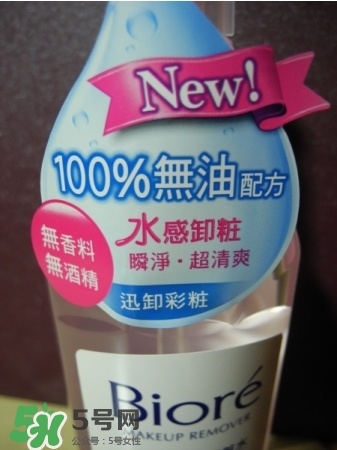 New!
100%無油配方
無香料
無酒精
水感卸粧
瞬淨·超清爽
迅卸彩粧
Bioré
MAKEUP REMOVER
水
5号网
公众号：5号女性